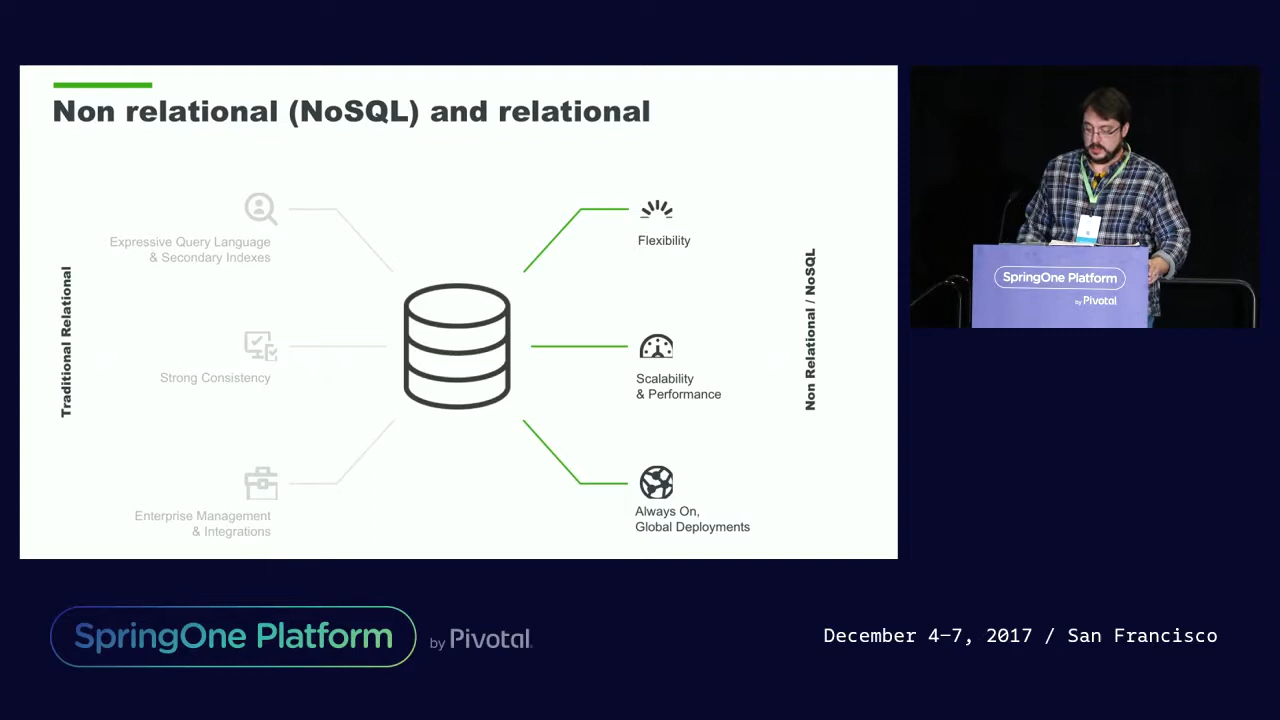 Non relational (NoSQL) and relational
Traditional Relational
Expressive Query Language
& Secondary Indexes
Strong Consistency
Enterprise Management
& Integrations
Flexibility
Scalability
& Performance
Always On,
Global Deployments
Non Relational / NoSQL
SpringOne Platform
by Pivotal
SpringOne Platform
by Pivotal.
December 4–7, 2017 / San Francisco